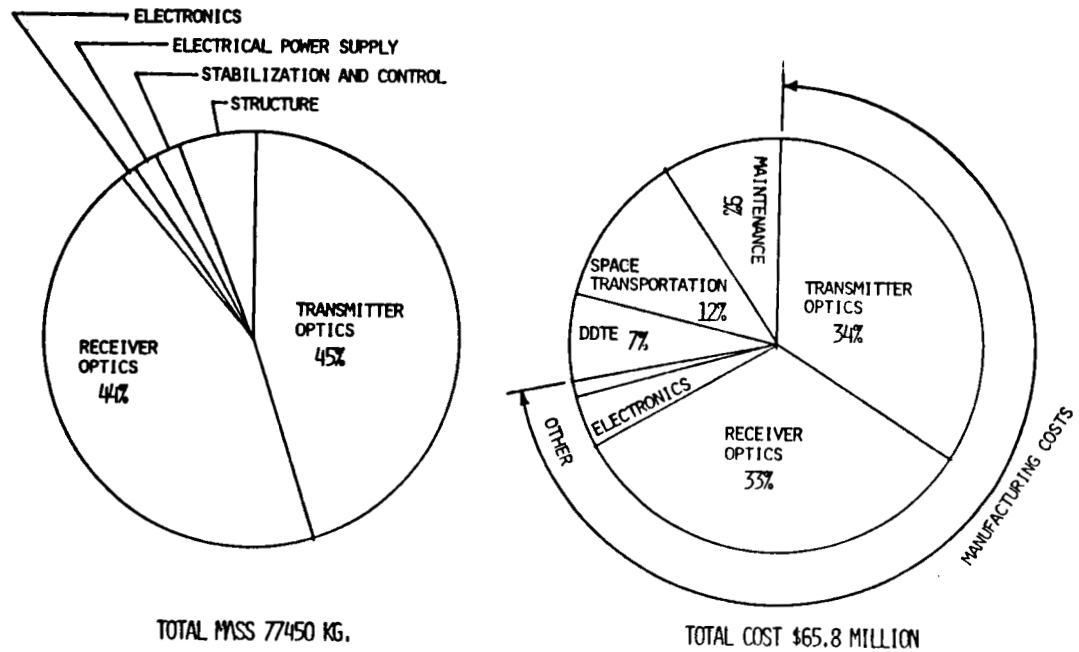 ELECTRONICS
ELECTRICAL POWER SUPPLY
STABILIZATION AND CONTROL
STRUCTURE
TRANSMITTER
OPTICS
45%
RECEIVER
OPTICS
44%
TOTAL MASS 77450 KG.
MAINTENANCE
SPACE
TRANSPORTATION
12%
TRANSMITTER
OPTICS
34%
DDTE 7%
ELECTRONICS
OTHER
RECEIVER
OPTICS
33%
MANUFACTURING COSTS
TOTAL COST $65.8 MILLION